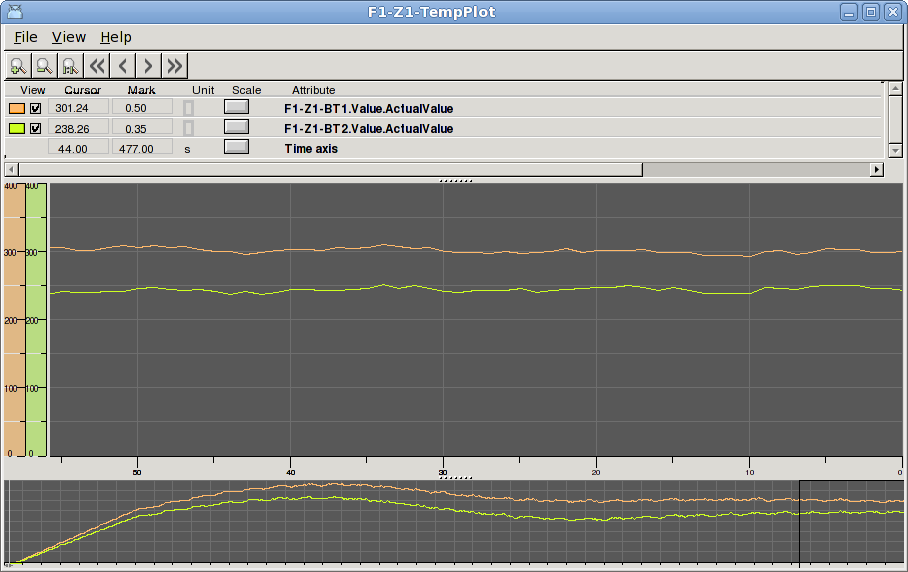 F1-Z1-TempPlot
File View Help
View Cursor Mark Unit Scale Attribute
301.24 0.50 F1-Z1-BT1.Value.ActualValue
238.26 0.35 F1-Z1-BT2.Value.ActualValue
44.00 477.00 s Time axis
400 400
300 300
200 200
100 100
0 0
50 40 30 20 10 0